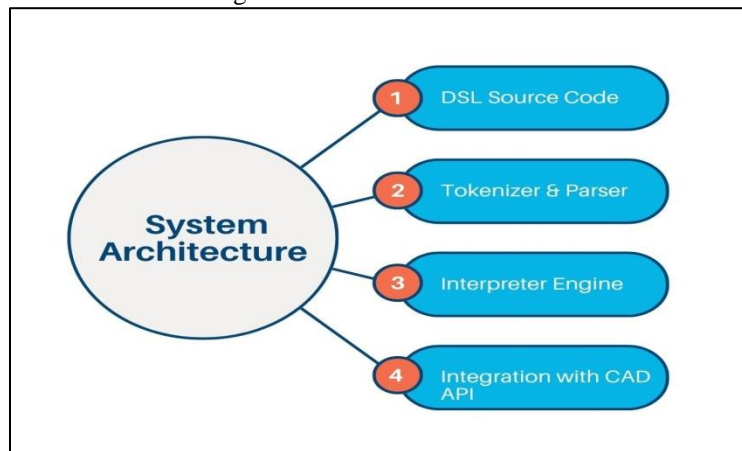 1 DSL Source Code
2 Tokenizer & Parser
System
Architecture
3 Interpreter Engine
4 Integration with CAD
API